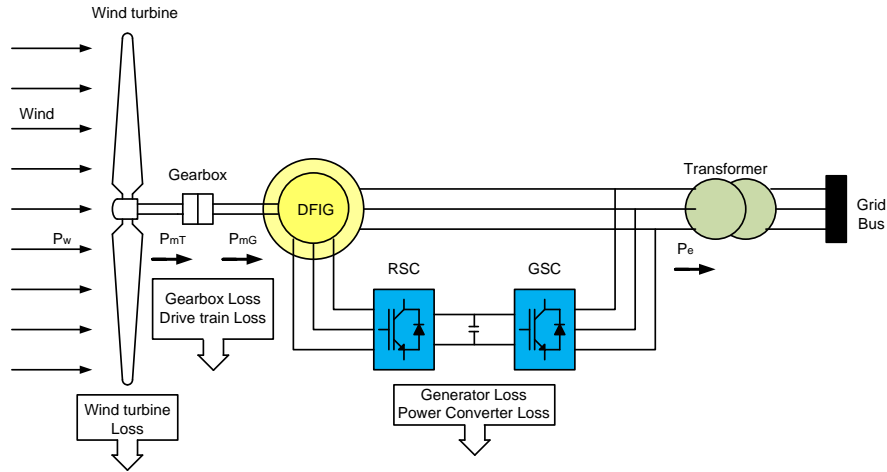 Wind turbine
Wind
Gearbox
DFIG
Transformer
Grid
Bus
Pw
PmT
PmG
Pe
RSC
GSC
Gearbox Loss
Drive train Loss
Generator Loss
Power Converter Loss
Wind turbine
Loss